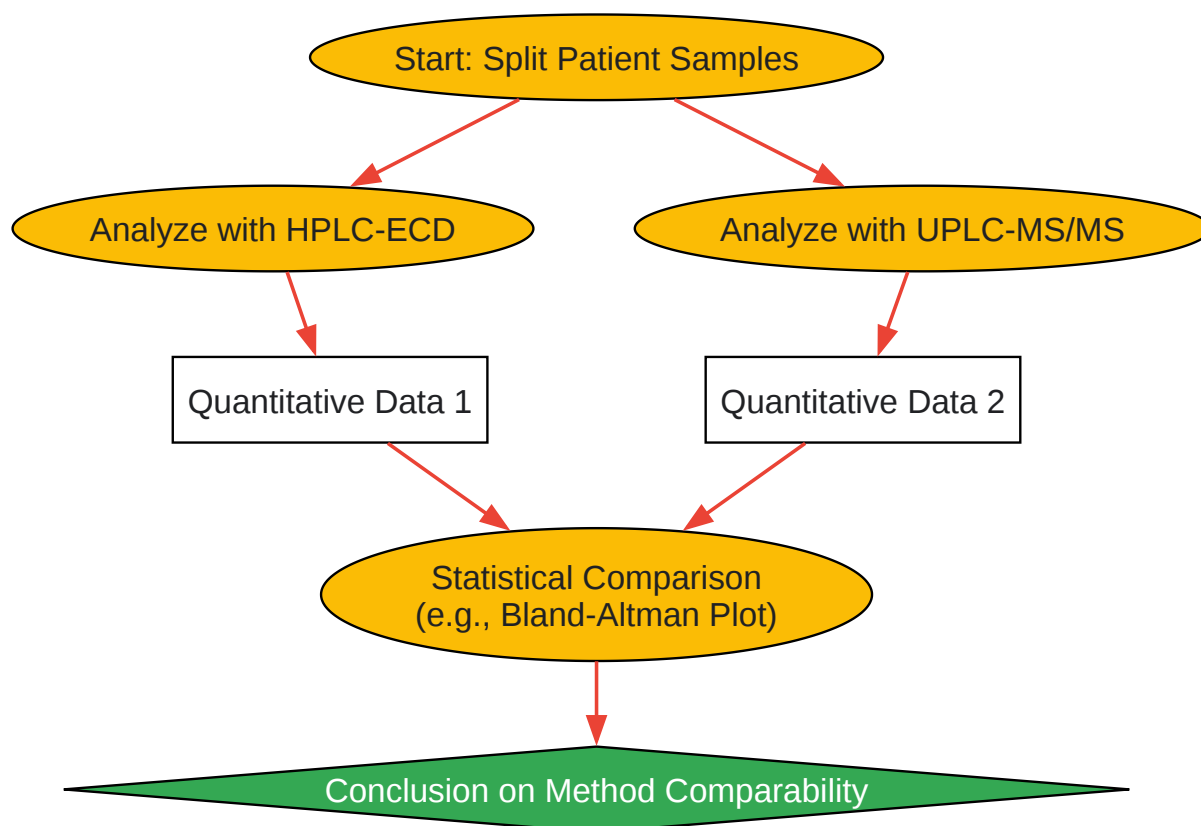 Start: Split Patient Samples
Analyze with HPLC-ECD
Analyze with UPLC-MS/MS
Quantitative Data 1
Quantitative Data 2
Statistical Comparison
(e.g., Bland-Altman Plot)
Conclusion on Method Comparability